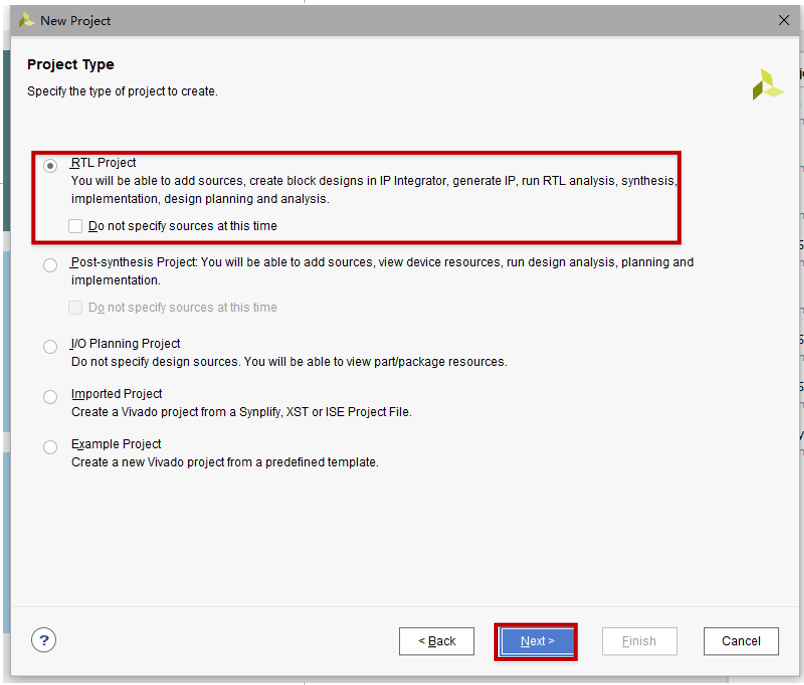 New Project
Project Type
Specify the type of project to create.
RTL Project
You will be able to add sources, create block designs in IP Integrator, generate IP, run RTL analysis, synthesis,
implementation, design planning and analysis.
Do not specify sources at this time
Post-synthesis Project: You will be able to add sources, view device resources, run design analysis, planning and
implementation.
Do not specify sources at this time
I/O Planning Project
Do not specify design sources. You will be able to view part/package resources.
Imported Project
Create a Vivado project from a Synplify, XST or ISE Project File.
Example Project
Create a new Vivado project from a predefined template.
?
< Back
Next >
Finish
Cancel